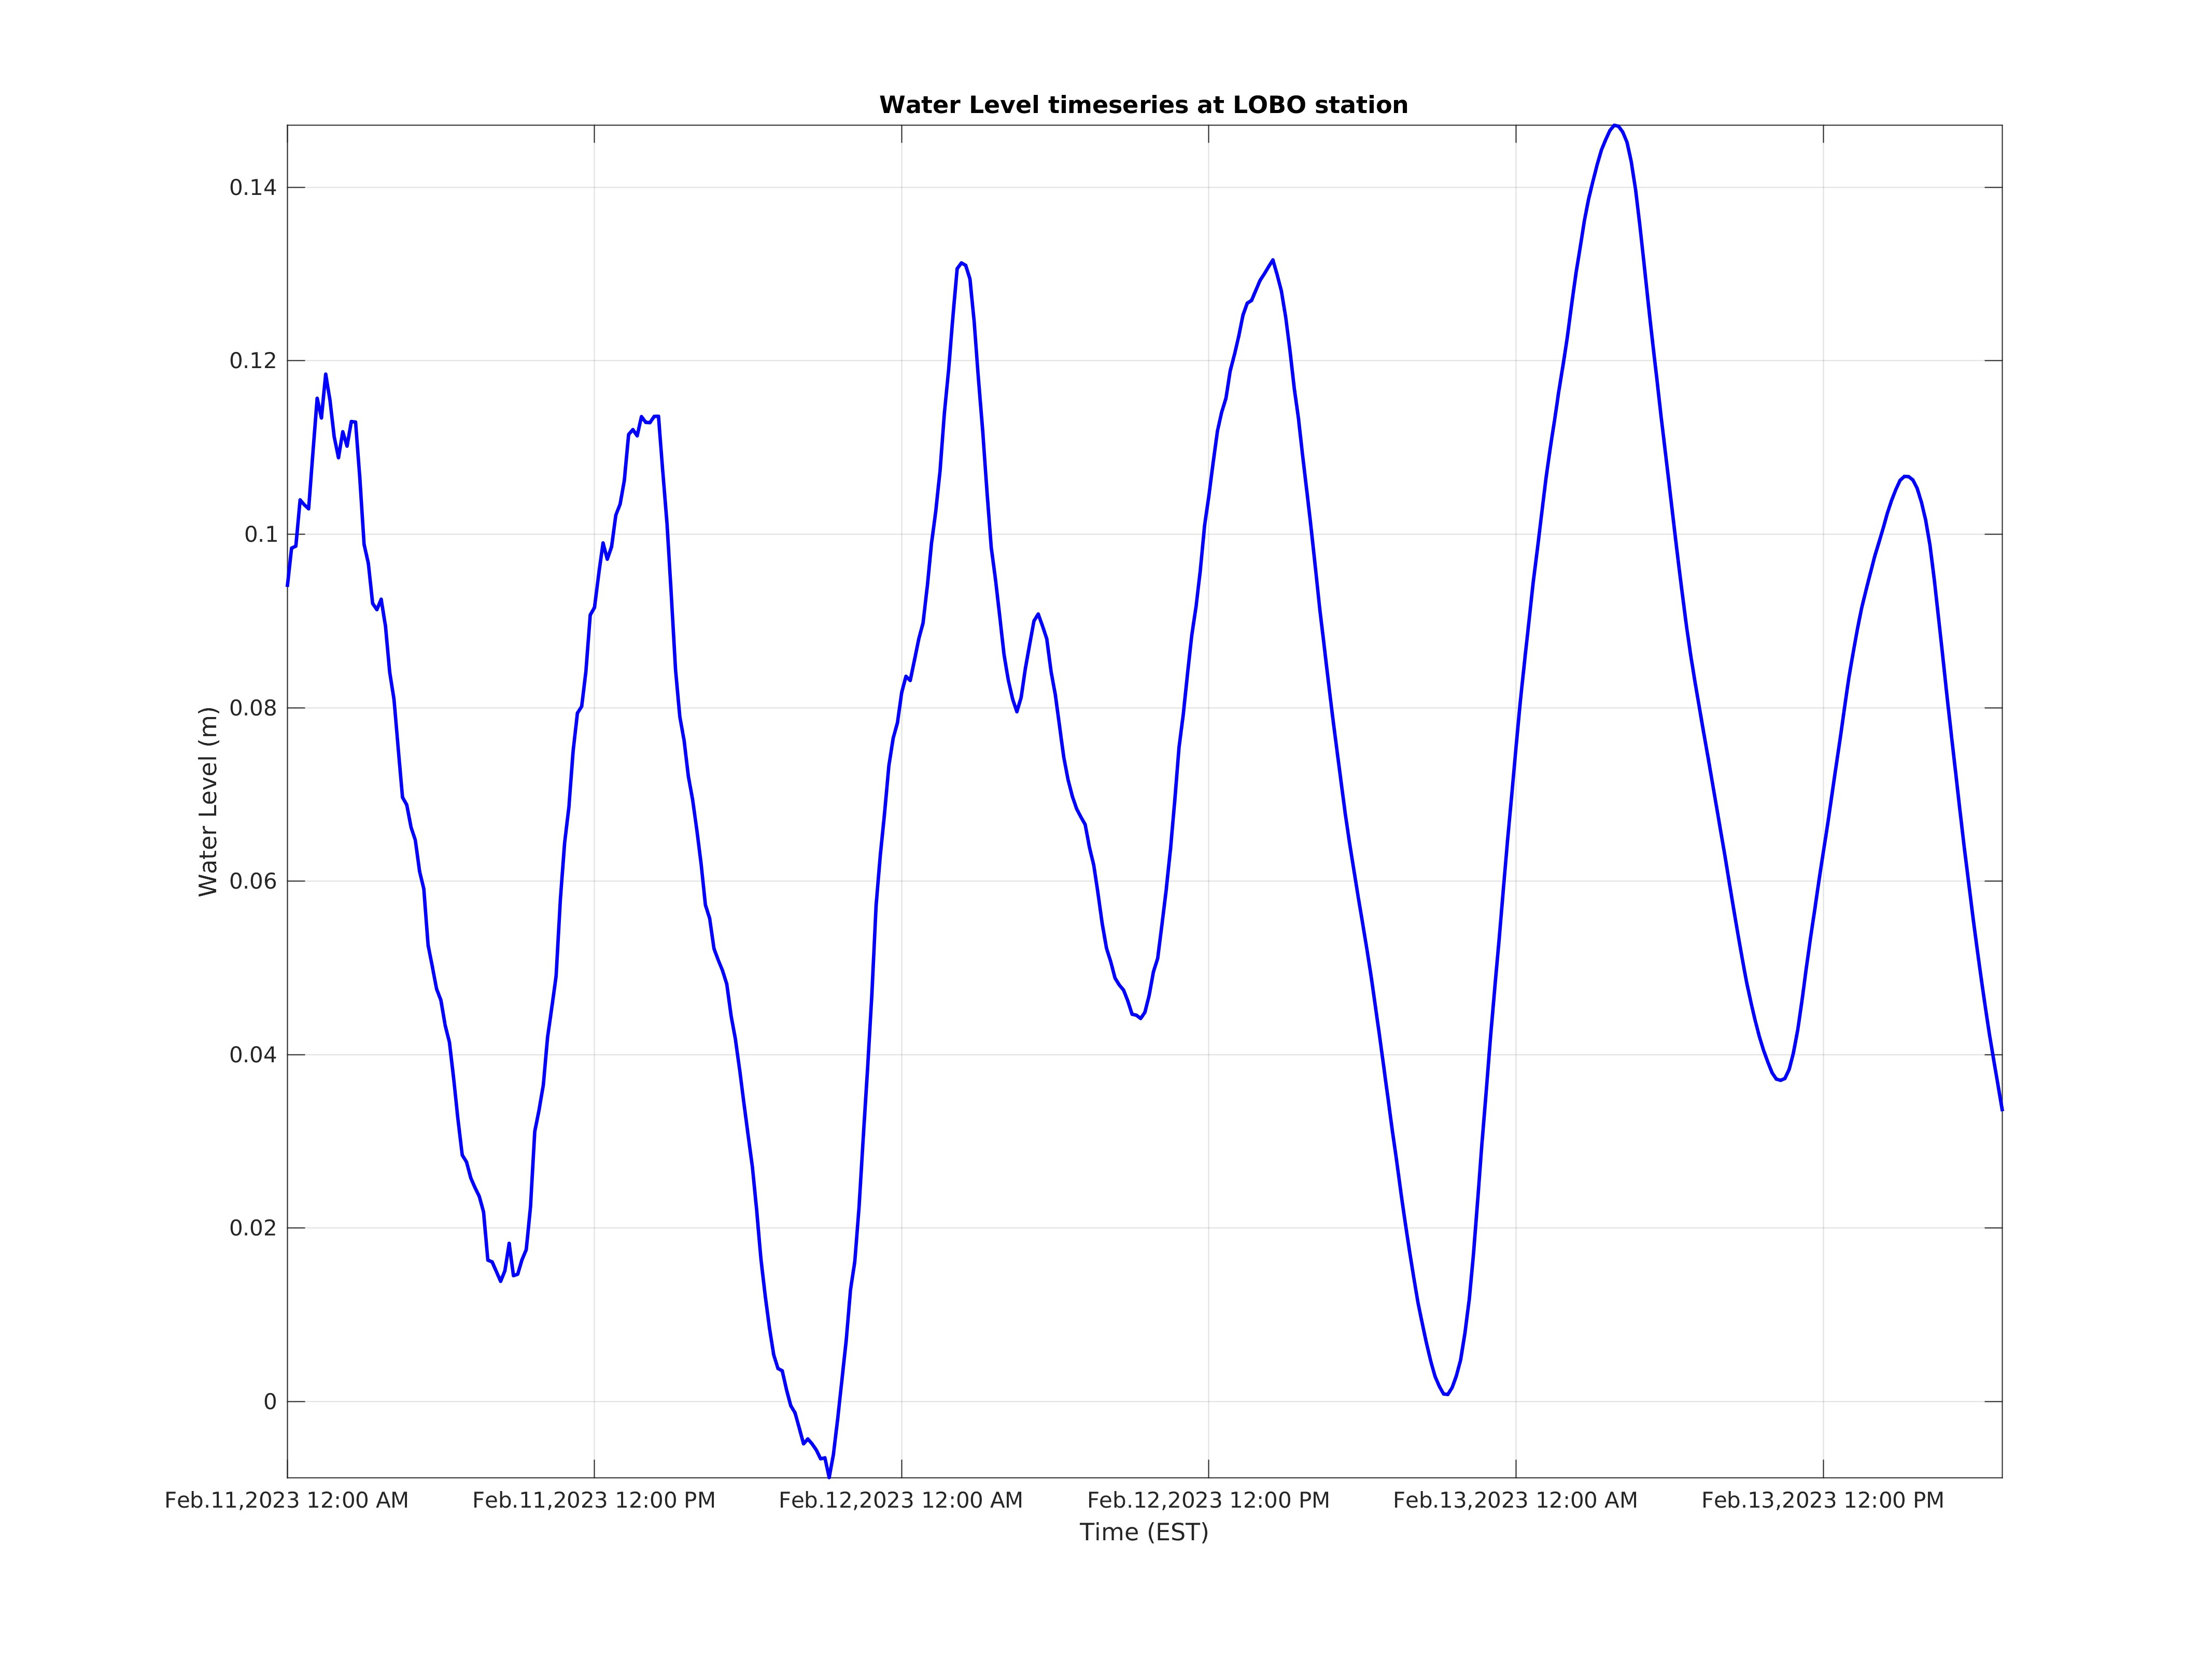 Water Level timeseries at LOBO station
0.14
0.12
0.1
0.08
0.06
0.04
0.02
0
Water Level (m)
Feb.11,2023 12:00 AM
Feb.11,2023 12:00 PM
Feb.12,2023 12:00 AM
Feb.12,2023 12:00 PM
Feb.13,2023 12:00 AM
Feb.13,2023 12:00 PM
Time (EST)